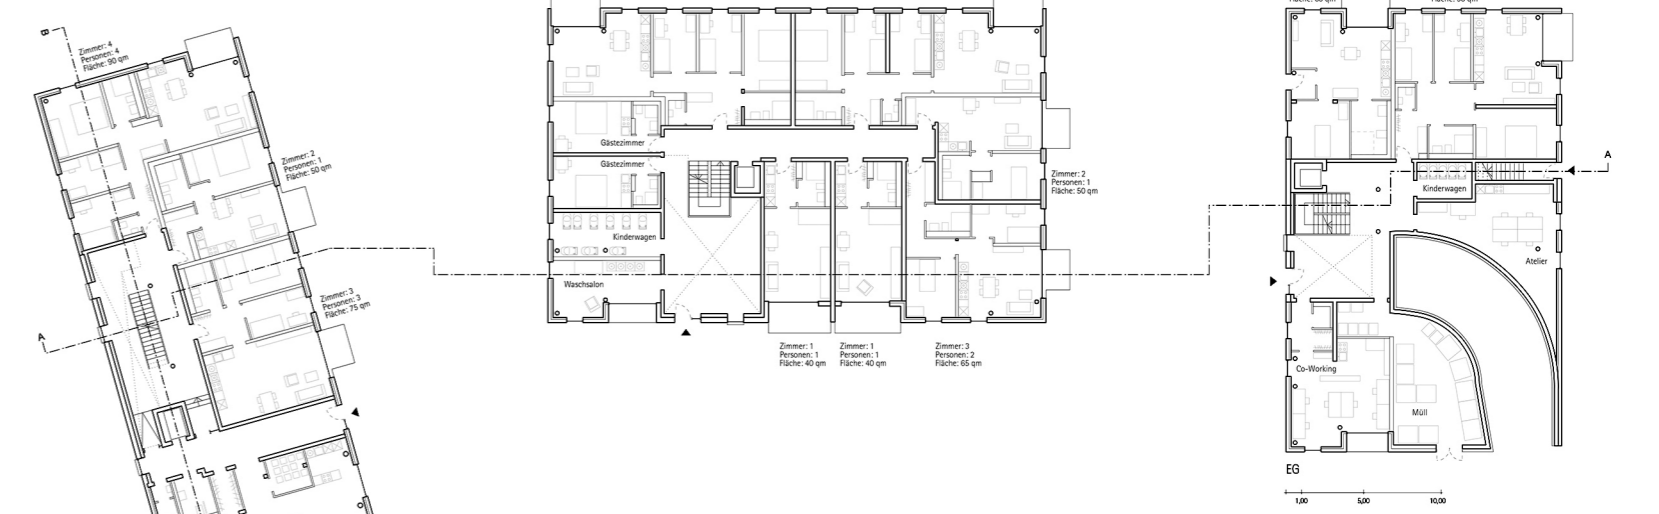 B
Zimmer: 4
Personen: 4
Fläche: 90 qm
Zimmer: 2
Personen: 1
Fläche: 50 qm
Zimmer: 3
Personen: 3
Fläche: 75 qm
A
Gästezimmer
Gästezimmer
Kinderwagen
Waschsalon
Zimmer: 2
Personen: 1
Fläche: 50 qm
Zimmer: 1
Personen: 1
Fläche: 40 qm
Zimmer: 1
Personen: 1
Fläche: 40 qm
Zimmer: 3
Personen: 2
Fläche: 65 qm
A
Kinderwagen
Atelier
Co-Working
Müll
EG
1,00 5,00 10,00